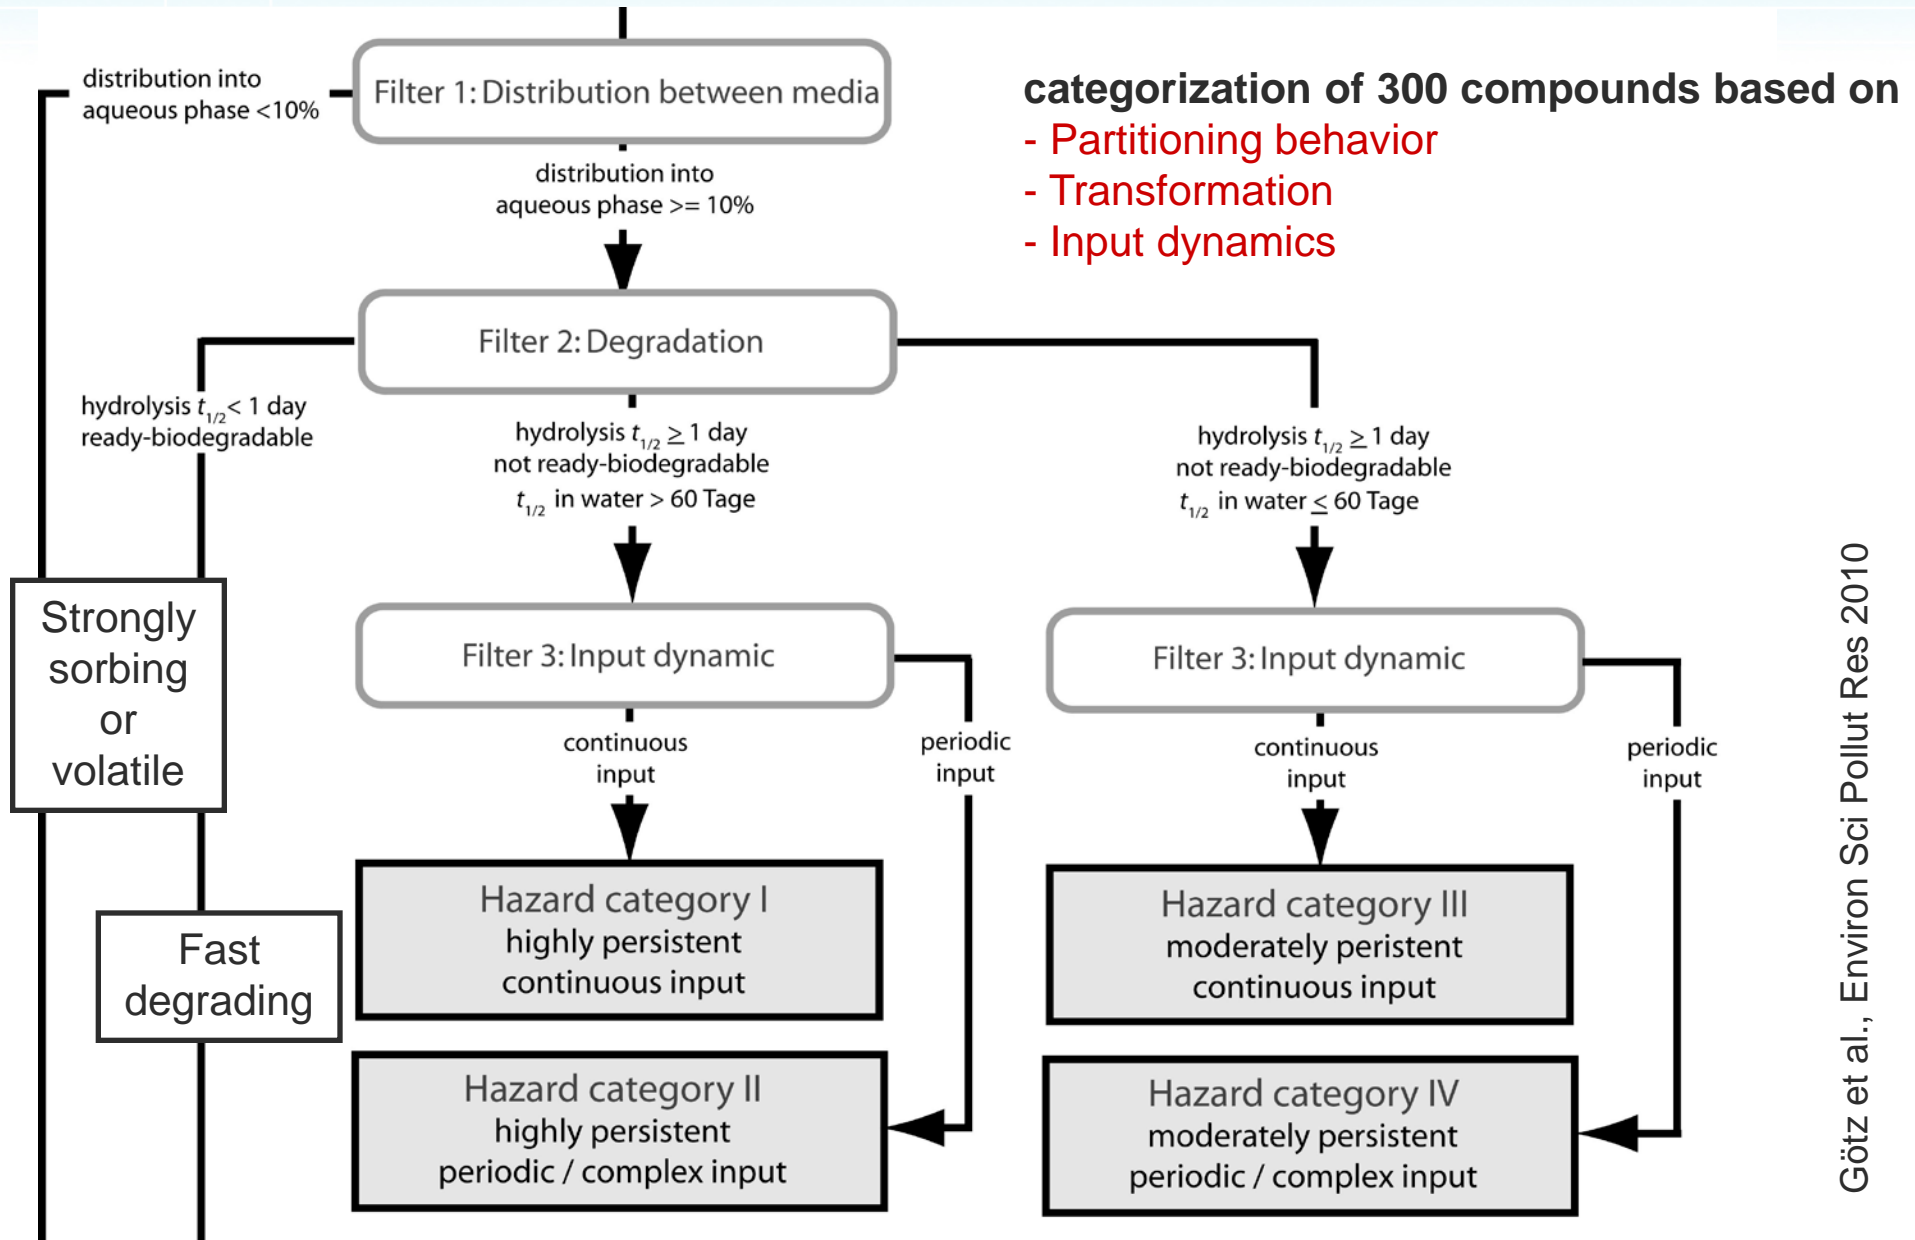 distribution into
aqueous phase <10%
Filter 1: Distribution between media
categorization of 300 compounds based on
- Partitioning behavior
- Transformation
- Input dynamics
distribution into
aqueous phase >= 10%
Filter 2: Degradation
hydrolysis t1/2 < 1 day
ready-biodegradable
hydrolysis t1/2 ≥ 1 day
not ready-biodegradable
t1/2 in water > 60 Tage
hydrolysis t1/2 ≥ 1 day
not ready-biodegradable
t1/2 in water ≤ 60 Tage
Strongly
sorbing
or
volatile
Filter 3: Input dynamic
Filter 3: Input dynamic
continuous
input
periodic
input
continuous
input
periodic
input
Fast
degrading
Hazard category I
highly persistent
continuous input
Hazard category III
moderately peristent
continuous input
Hazard category II
highly persistent
periodic / complex input
Hazard category IV
moderately persistent
periodic / complex input
Götz et al., Environ Sci Pollut Res 2010